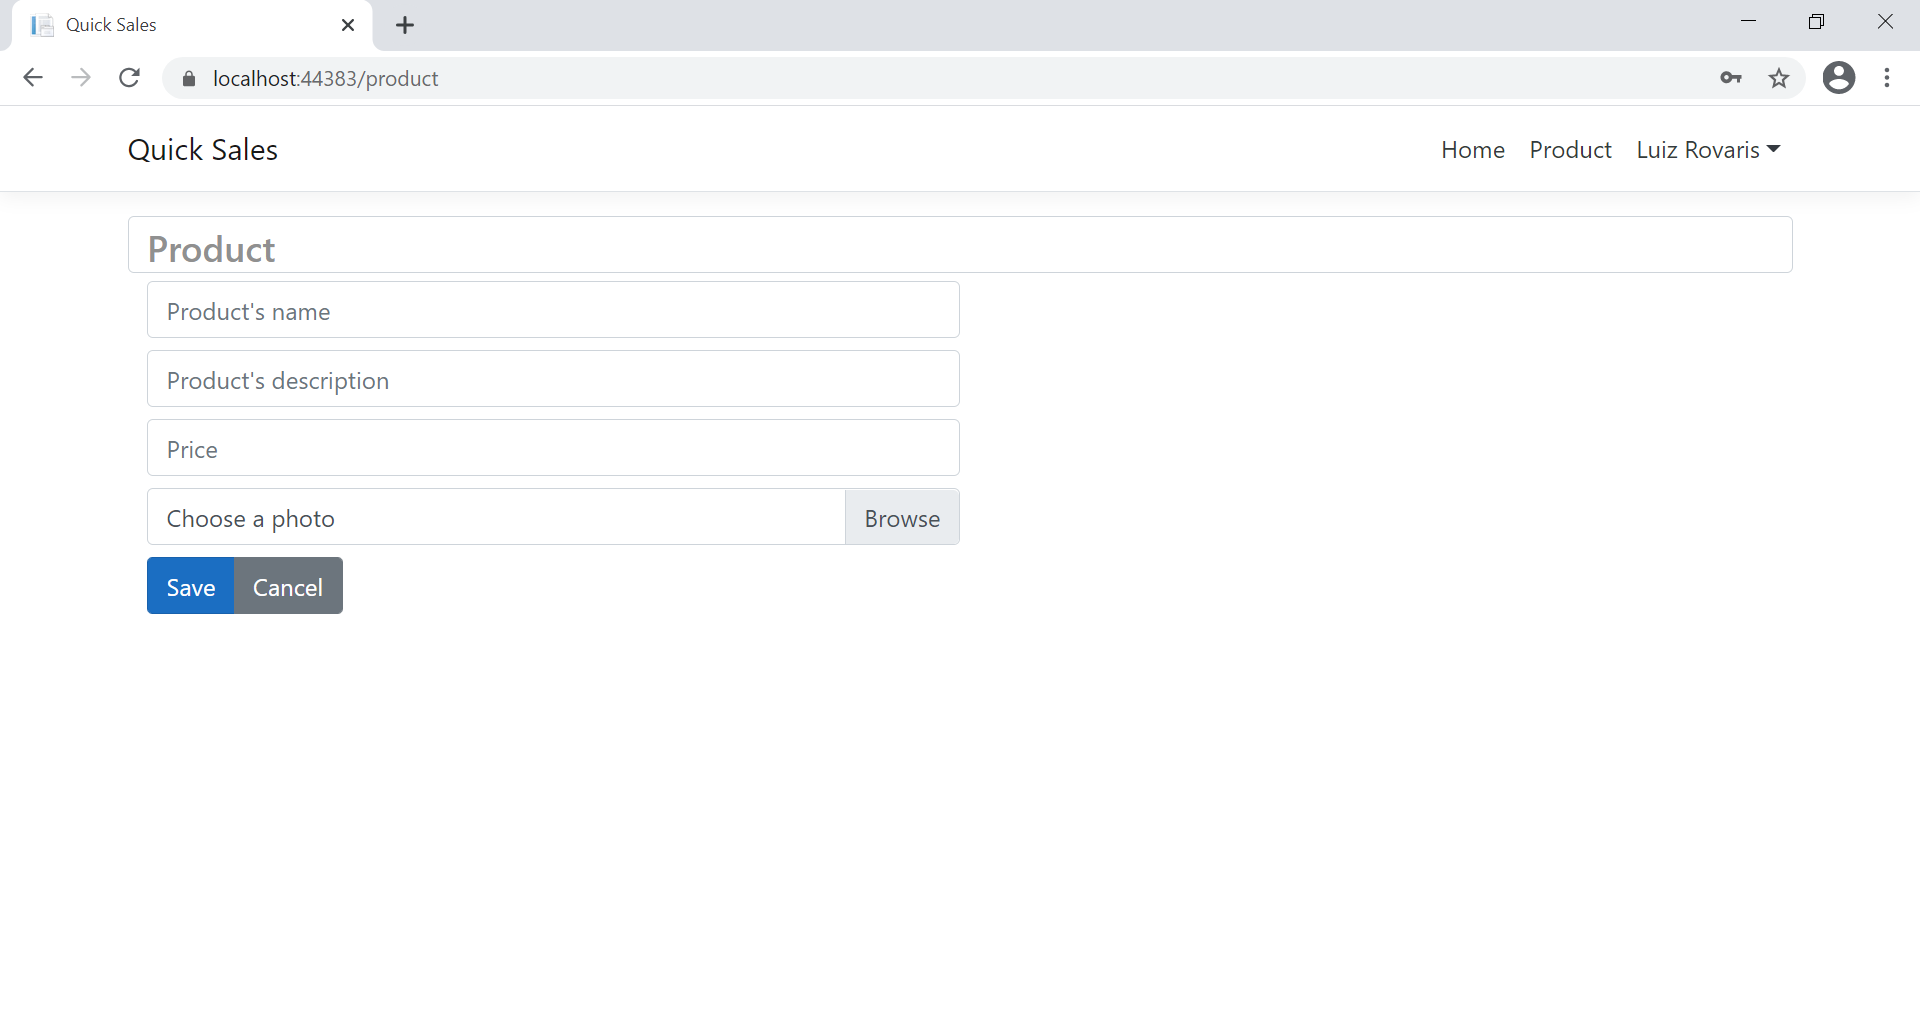 Quick Sales
localhost:44383/product
Quick Sales
Home Product Luiz Rovaris
Product
Product's name
Product's description
Price
Choose a photo Browse
Save Cancel